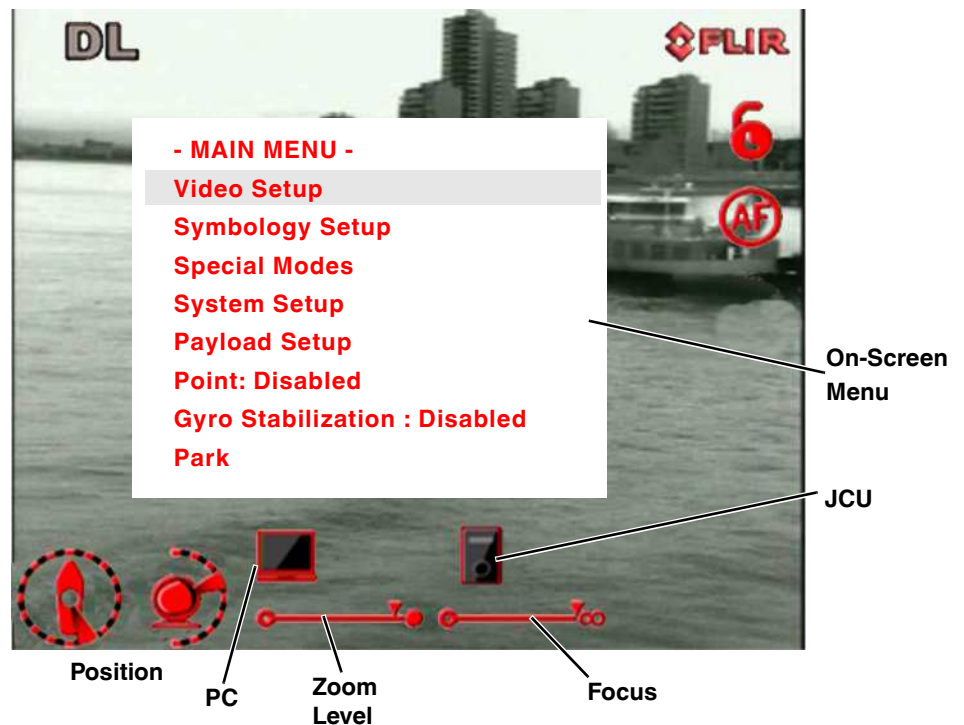 DL
FLIR
AF
- MAIN MENU -
Video Setup
Symbology Setup
Special Modes
System Setup
Payload Setup
Point: Disabled
Gyro Stabilization : Disabled
Park
On-Screen
Menu
JCU
Position
PC
Zoom
Level
Focus